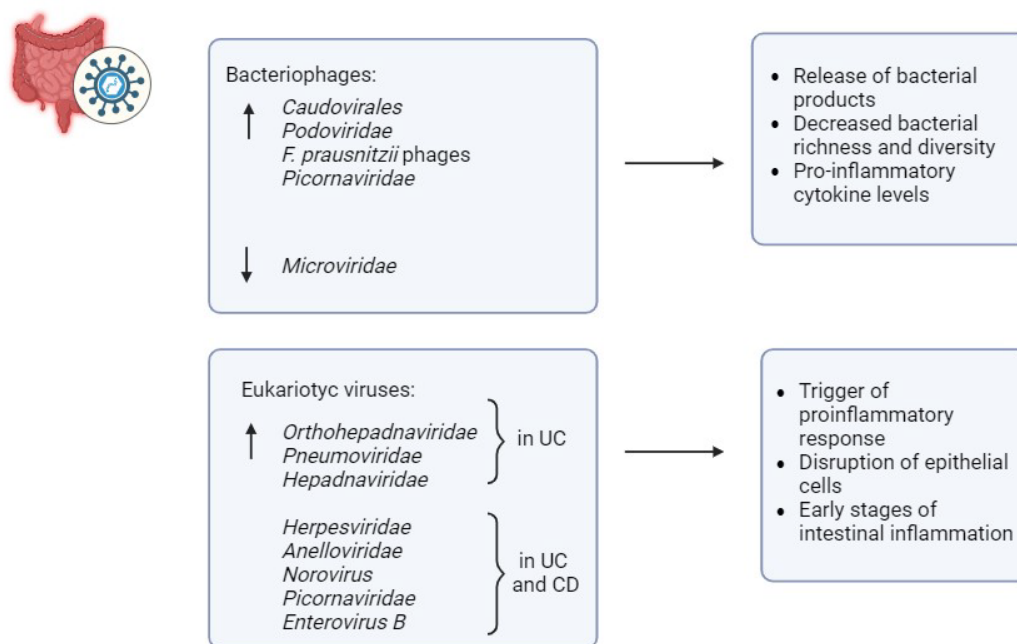 Bacteriophages:
↑ Caudovirales
Podoviridae
F. prausnitzii phages
Picornaviridae
↓ Microviridae
• Release of bacterial
products
• Decreased bacterial
richness and diversity
• Pro-inflammatory
cytokine levels
Eukariotyc viruses:
↑ Orthohepadnaviridae
Pneumoviridae
Hepadnaviridae
in UC
Herpesviridae
Anelloviridae
Norovirus
Picornaviridae
Enterovirus B
in UC
and CD
• Trigger of
proinflammatory
response
• Disruption of epithelial
cells
• Early stages of
intestinal inflammation